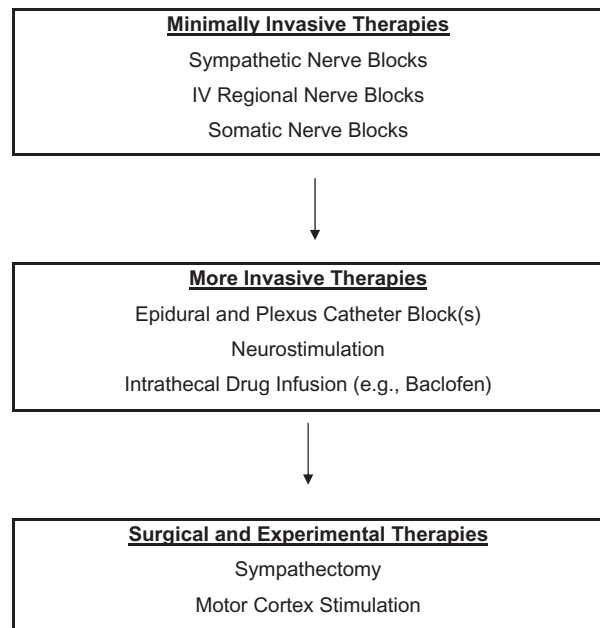 Minimally Invasive Therapies
Sympathetic Nerve Blocks
IV Regional Nerve Blocks
Somatic Nerve Blocks
More Invasive Therapies
Epidural and Plexus Catheter Block(s)
Neurostimulation
Intrathecal Drug Infusion (e.g., Baclofen)
Surgical and Experimental Therapies
Sympathectomy
Motor Cortex Stimulation